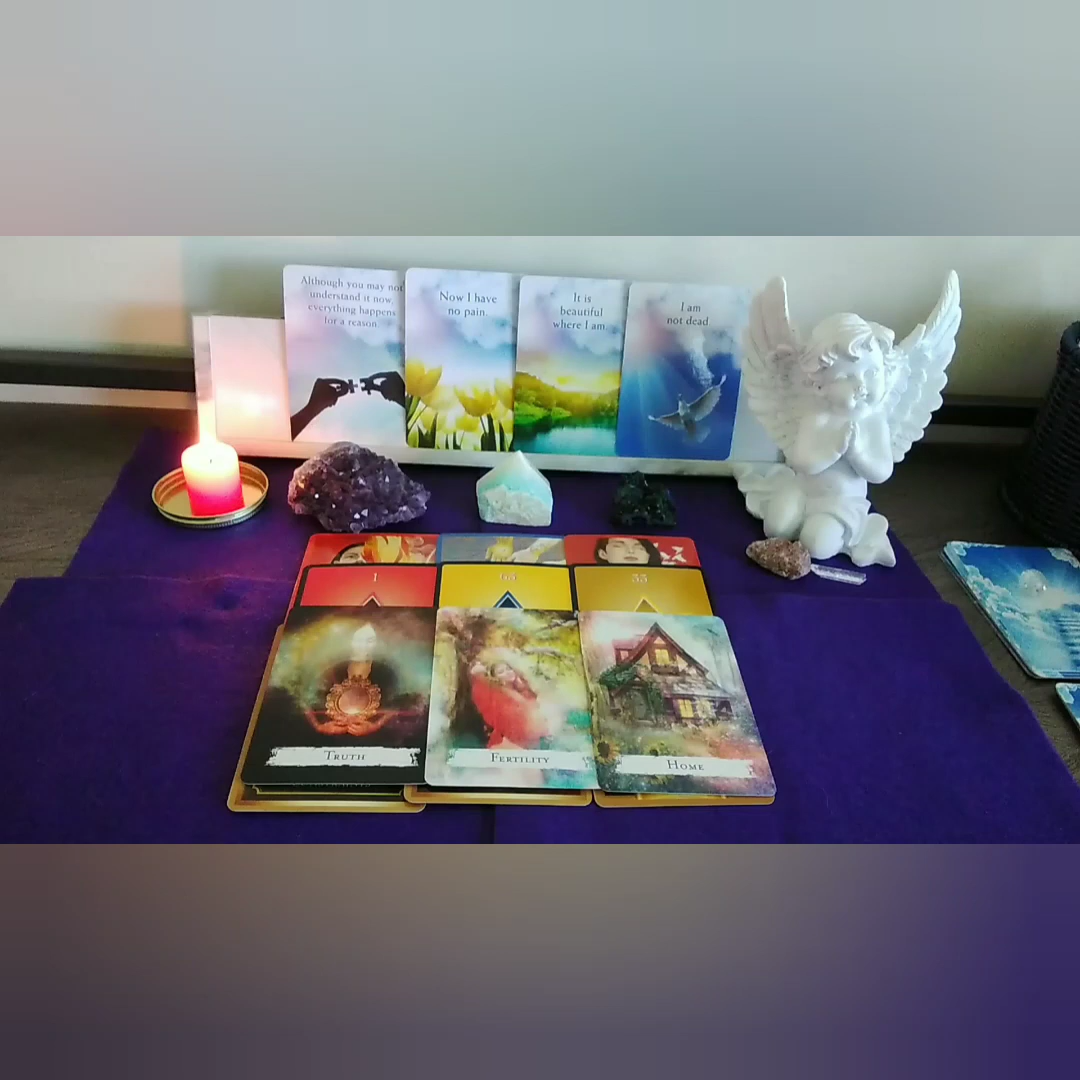 Although you may not
understand it now,
everything happens
for a reason.
Now I have
no pain.
It is
beautiful
where I am.
I am
not dead
1
33
Truth
Fertility
Home